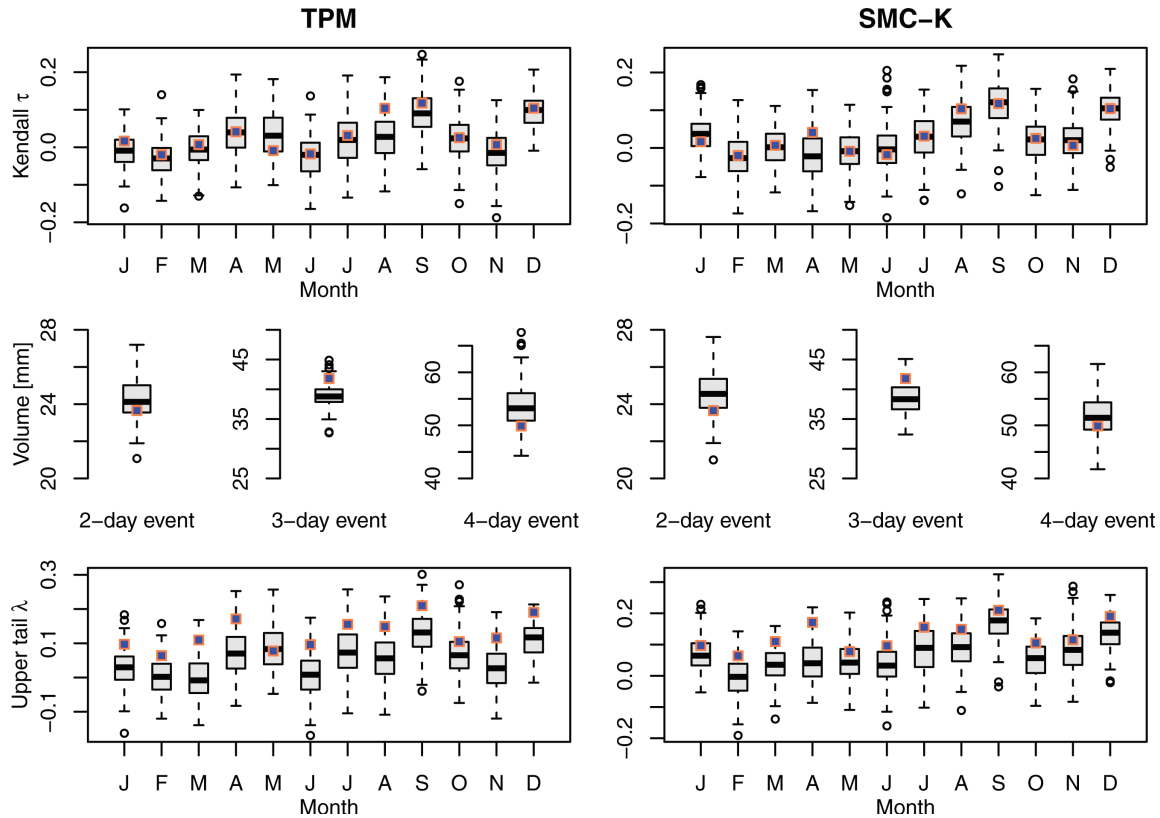 TPM SMC−K
Kendall τ
−0.2 0.0 0.2
−0.2 0.0 0.2
J F M A M J J A S O N D
J F M A M J J A S O N D
Month Month
Volume [mm]
20 24 28
25 35 45
40 50 60
20 24 28
25 35 45
40 50 60
2−day event 3−day event 4−day event
2−day event 3−day event 4−day event
Upper tail λ
−0.1 0.1 0.3
−0.2 0.0 0.2
J F M A M J J A S O N D
J F M A M J J A S O N D
Month Month